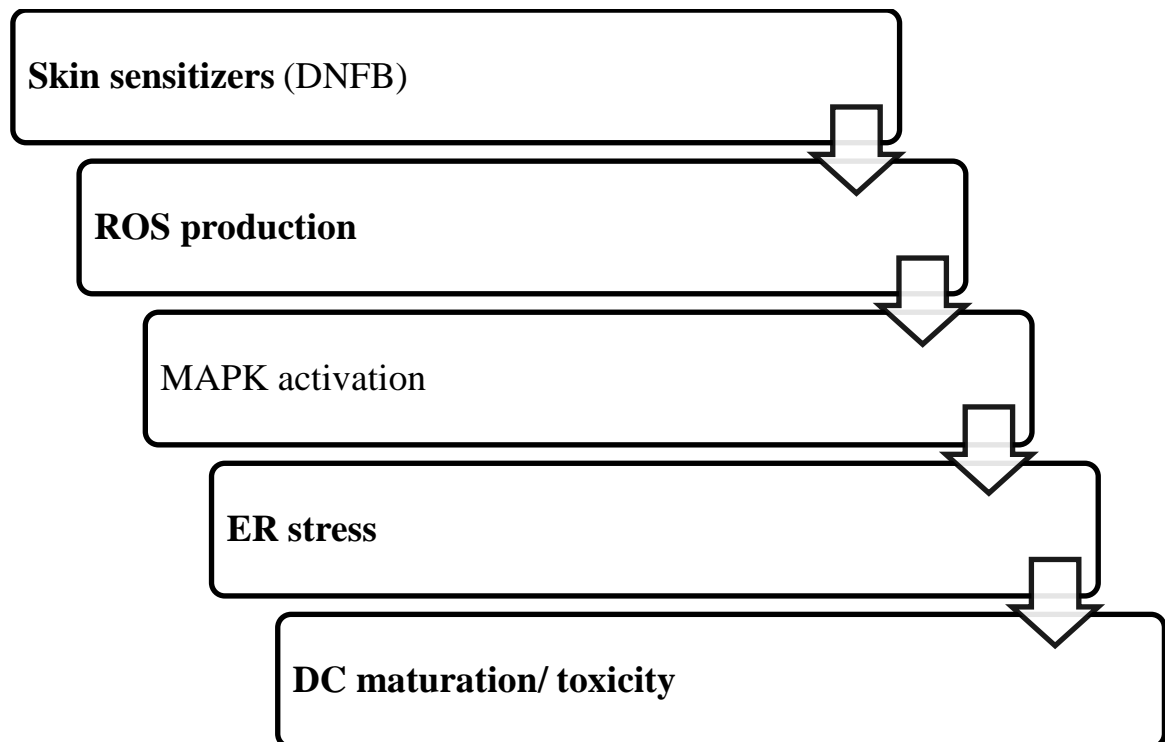 Skin sensitizers (DNFB)
ROS production
MAPK activation
ER stress
DC maturation/ toxicity